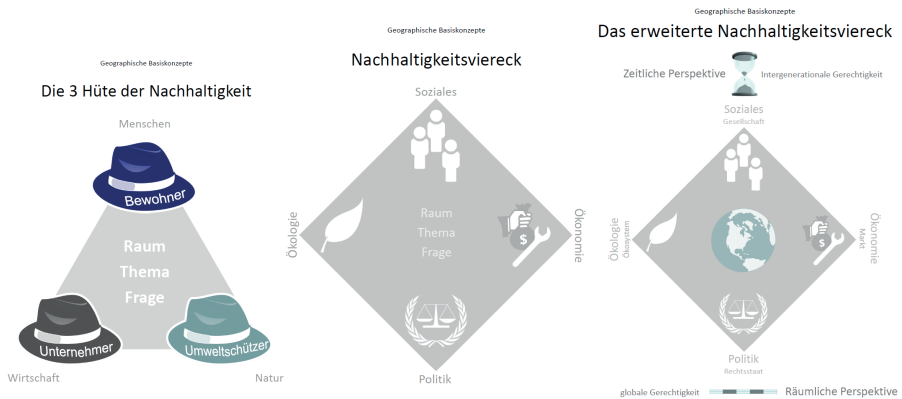 Geographische Basiskonzepte
Die 3 Hüte der Nachhaltigkeit
Menschen
Bewohner
Raum
Thema
Frage
Unternehmer
Umweltschützer
Wirtschaft
Natur
Geographische Basiskonzepte
Nachhaltigkeitsviereck
Soziales
Ökologie
Raum
Thema
Frage
$
Ökonomie
Politik
Geographische Basiskonzepte
Das erweiterte Nachhaltigkeitsviereck
Zeitliche Perspektive
Intergenerationale Gerechtigkeit
Soziales
Gesellschaft
Ökologie
Ökosystem
$
Ökonomie
Markt
Politik
Rechtsstaat
globale Gerechtigkeit
Räumliche Perspektive